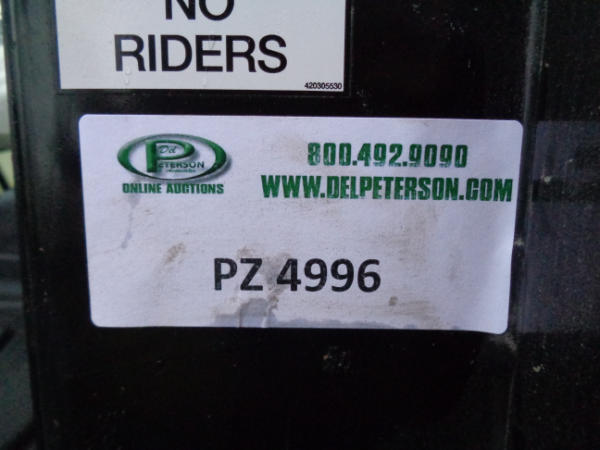 NO
RIDERS
420305530
Del
PETERSON
ONLINE AUCTIONS
800.492.9090
WWW.DELPETERSON.COM
PZ 4996